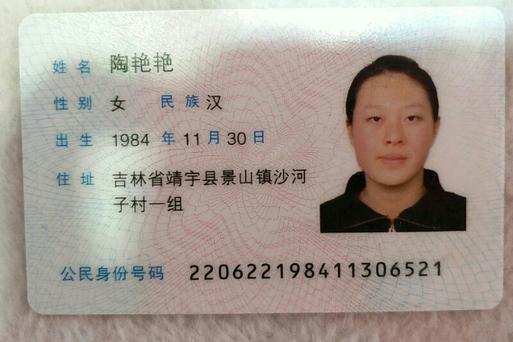 姓名 陶艳艳
性别 女 民族 汉
出生 1984 年 11 月 30 日
住址 吉林省靖宇县景山镇沙河
子村一组
公民身份号码 220622198411306521